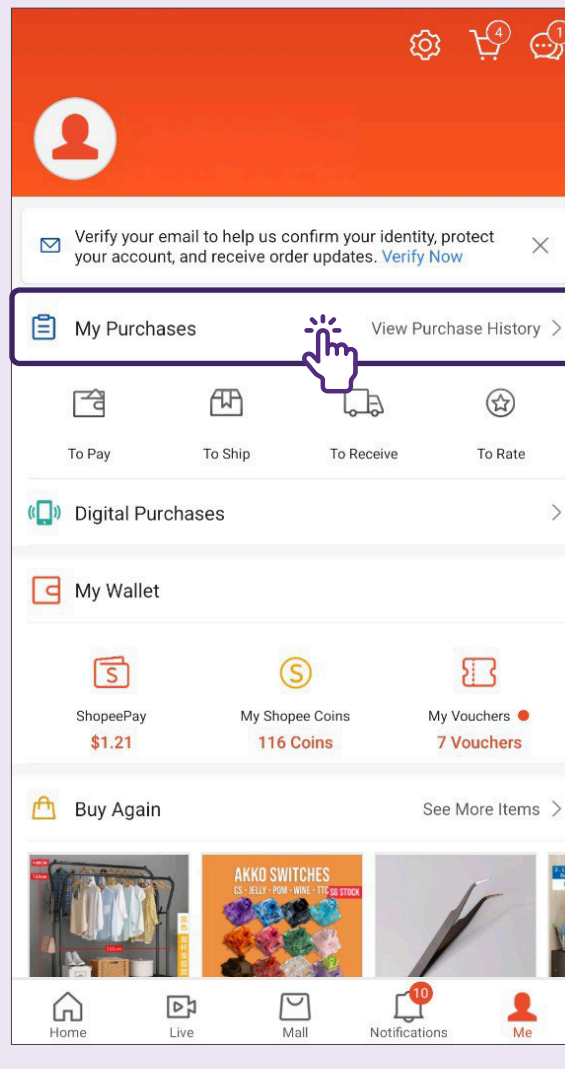 4
1
Verify your email to help us confirm your identity, protect
your account, and receive order updates. Verify Now
My Purchases
View Purchase History
To Pay
To Ship
To Receive
To Rate
Digital Purchases
My Wallet
S
S
ShopeePay
My Shopee Coins
My Vouchers
$1.21
116 Coins
7 Vouchers
Buy Again
See More Items
AKKO SWITCHES
CS - JELLY - POM - WINE - TTC SG STOCK
10
Home
Live
Mall
Notifications
Me